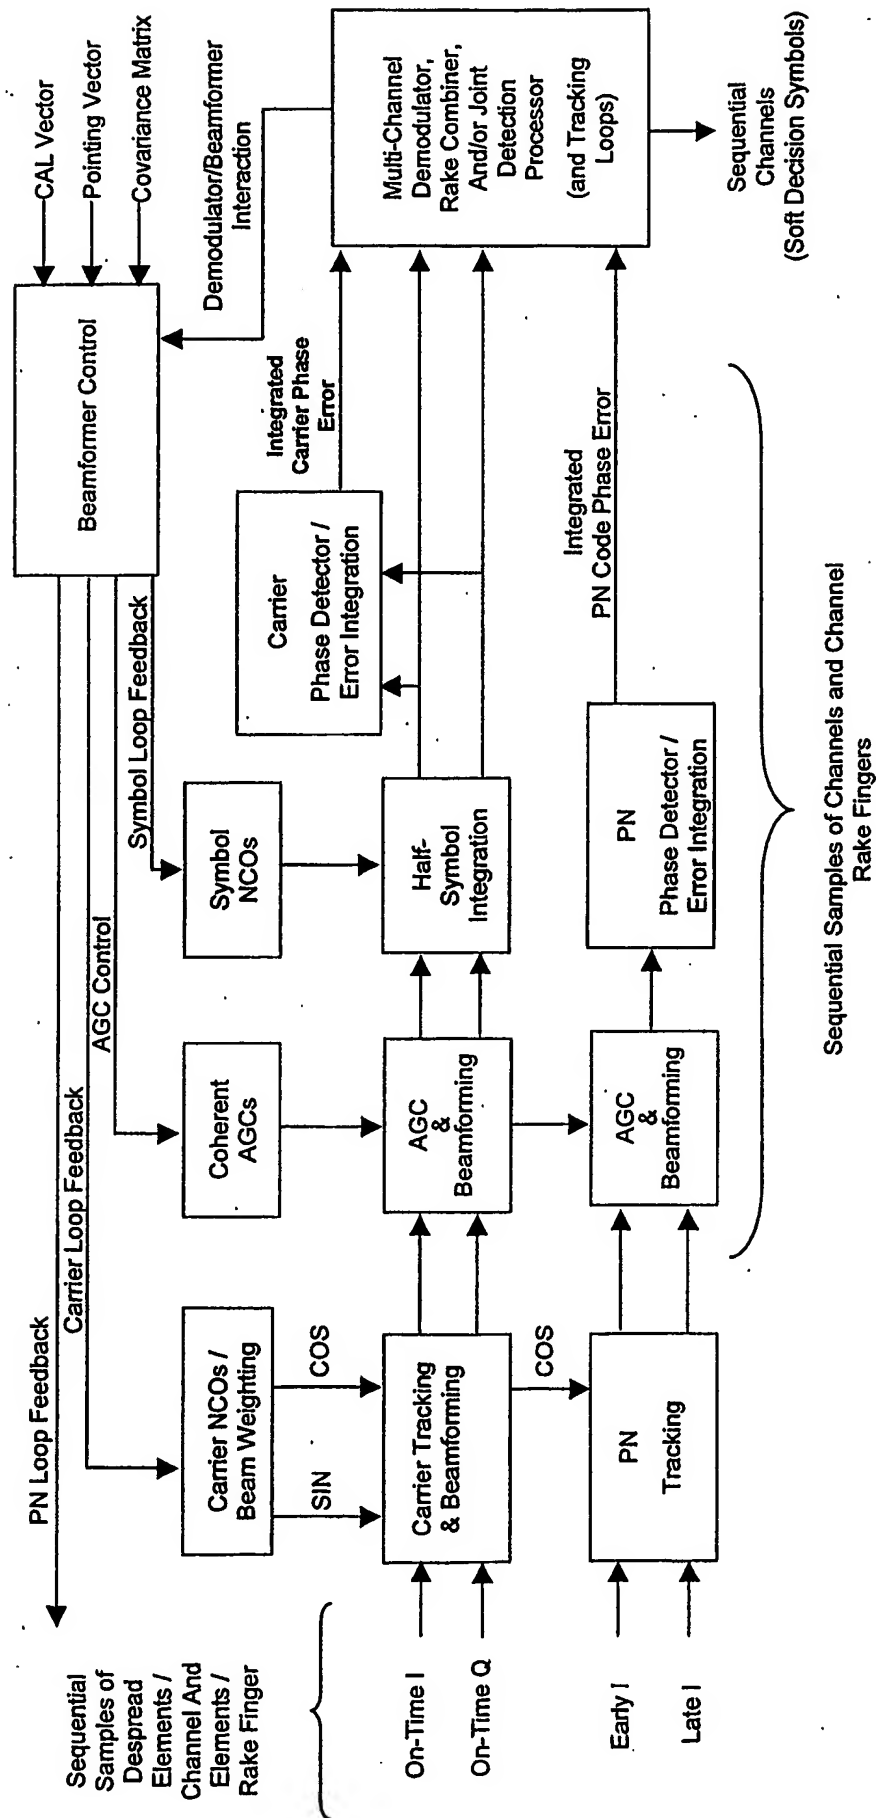 CAL Vector
Pointing Vector
Covariance Matrix
Beamformer Control
PN Loop Feedback
Carrier Loop Feedback
AGC Control
Symbol Loop Feedback
Demodulator/Beamformer
Interaction
Sequential
Samples of
Despread
Elements /
Channel And
Elements /
Rake Finger
Carrier NCOs /
Beam Weighting
Coherent
AGCs
Symbol
NCOs
Carrier
Phase Detector /
Error Integration
Integrated
Carrier Phase
Error
SIN
COS
On-Time I
On-Time Q
Carrier Tracking
& Beamforming
AGC
&
Beamforming
Half-
Symbol
Integration
Multi-Channel
Demodulator,
Rake Combiner,
And/or Joint
Detection
Processor
(and Tracking
Loops)
COS
Early I
Late I
PN
Tracking
AGC
&
Beamforming
PN
Phase Detector /
Error Integration
Integrated
PN Code Phase Error
Sequential
Channels
(Soft Decision Symbols)
Sequential Samples of Channels and Channel
Rake Fingers